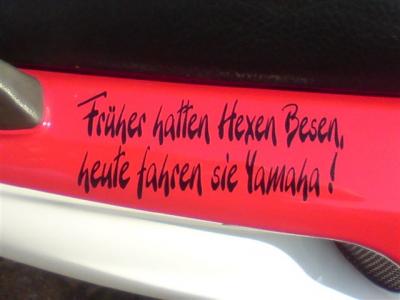 Früher hatten Hexen Besen,
heute fahren sie Yamaha!